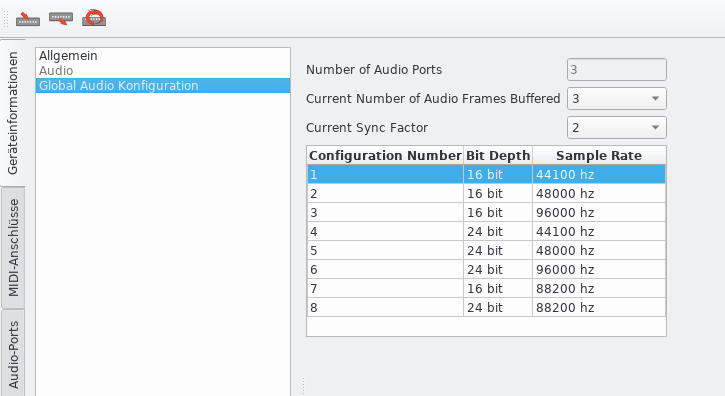 Geräteinformationen
MIDI-Anschlüsse
Audio-Ports
Allgemein
Audio
Global Audio Konfiguration
Number of Audio Ports 3
Current Number of Audio Frames Buffered 3
Current Sync Factor 2
Configuration Number Bit Depth Sample Rate
1 16 bit 44100 hz
2 16 bit 48000 hz
3 16 bit 96000 hz
4 24 bit 44100 hz
5 24 bit 48000 hz
6 24 bit 96000 hz
7 16 bit 88200 hz
8 24 bit 88200 hz